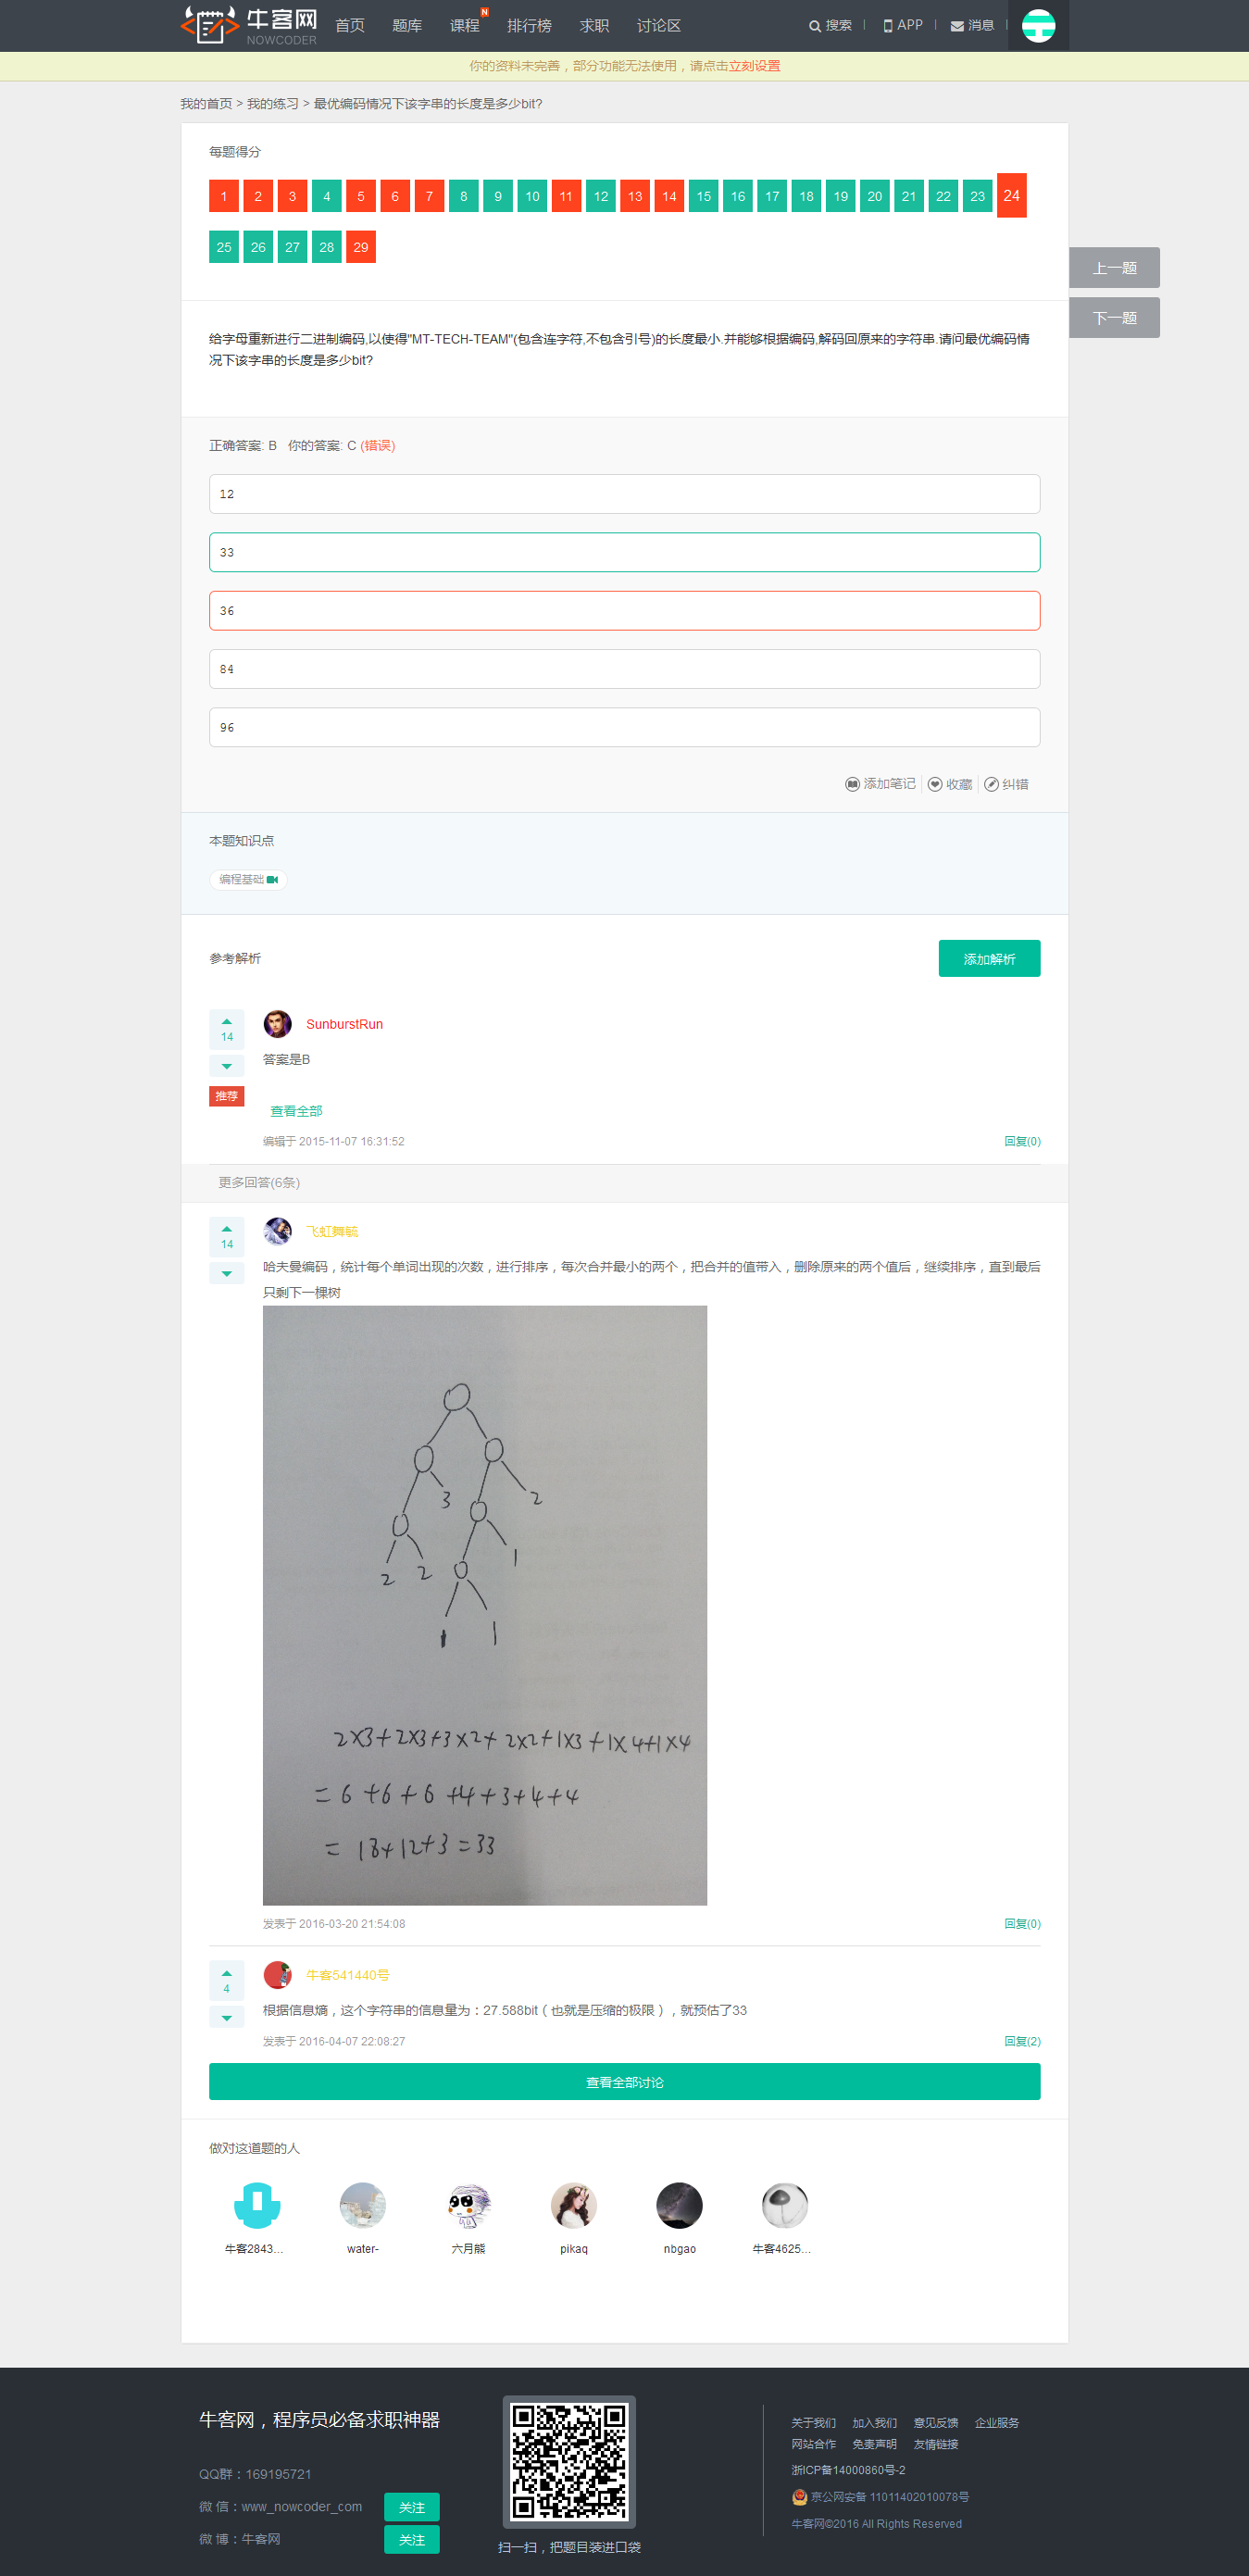 牛客网
NOWCODER
首页 题库 课程 N 排行榜 求职 讨论区 搜索 APP 消息
你的资料未完善，部分功能无法使用，请点击立刻设置
我的首页 > 我的练习 > 最优编码情况下该字串的长度是多少bit?
每题得分
1 2 3 4 5 6 7 8 9 10 11 12 13 14 15 16 17 18 19 20 21 22 23 24
25 26 27 28 29
上一题
下一题
给字母重新进行二进制编码,以使得"MT-TECH-TEAM"(包含连字符,不包含引号)的长度最小.并能够根据编码,解码回原来的字符串.请问最优编码情
况下该字串的长度是多少bit?
正确答案: B 你的答案: C (错误)
12
33
36
84
96
添加笔记 收藏 纠错
本题知识点
编程基础
参考解析
添加解析
14
SunburstRun
答案是B
推荐
查看全部
编辑于 2015-11-07 16:31:52
回复(0)
更多回答(6条)
14
飞虹舞毓
哈夫曼编码，统计每个单词出现的次数，进行排序，每次合并最小的两个，把合并的值带入，删除原来的两个值后，继续排序，直到最后
只剩下一棵树
3 2
2 2 1
1 1
2X3+2X3+3X2+2X2+1X3+1X4+1X4
=6+6+6+4+3+4+4
=18+12+3=33
发表于 2016-03-20 21:54:08
回复(0)
4
牛客541440号
根据信息熵，这个字符串的信息量为：27.588bit（也就是压缩的极限），就预估了33
发表于 2016-04-07 22:08:27
回复(2)
查看全部讨论
做对这道题的人
牛客2843... water- 六月熊 pikaq nbgao 牛客4625...
牛客网，程序员必备求职神器
QQ群：169195721
微 信：www_nowcoder_com 关注
微 博：牛客网 关注
扫一扫，把题目装进口袋
关于我们 加入我们 意见反馈 企业服务
网站合作 免责声明 友情链接
浙ICP备14000860号-2
京公网安备 11011402010078号
牛客网©2016 All Rights Reserved